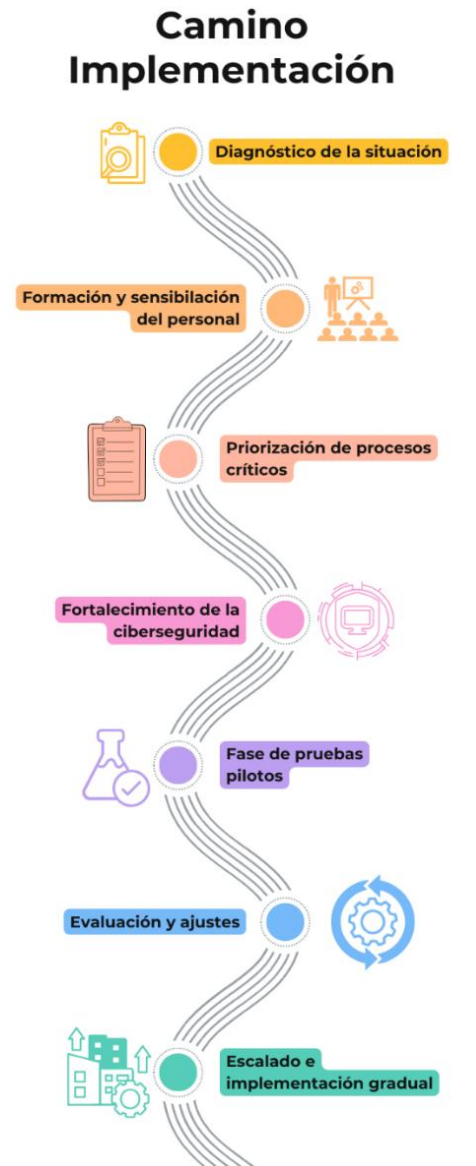 Camino
Implementación
Diagnóstico de la situación
Formación y sensibilación
del personal
Priorización de procesos
críticos
Fortalecimiento de la
ciberseguridad
Fase de pruebas
pilotos
Evaluación y ajustes
Escalado e
implementación gradual